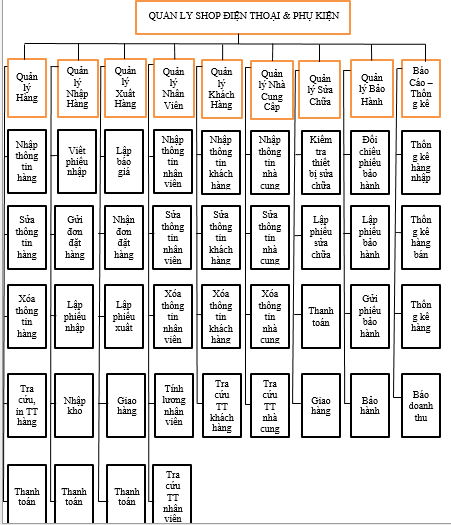 QUAN LY SHOP ĐIỆN THOẠI & PHỤ KIỆN
Quản
lý
Hàng
Quản
lý
Nhập
Hàng
Quản
lý
Xuất
Hàng
Quản
lý
Nhân
Viên
Quản
lý
Khách
Hàng
Quản
lý Nhà
Cung
Cấp
Quản
lý Sửa
Chữa
Quản
lý Bảo
Hành
Báo
Cáo –
Thốn
g kê
Nhập
thông
tin
hàng
Viết
phiếu
nhập
Lập
báo
giá
Nhập
thông
tin
nhân
viên
Nhập
thông
tin
khách
hàng
Nhập
thông
tin
nhà
cung
Kiểm
tra
thiết
bị sửa
chữa
Đối
chiếu
phiếu
bảo
hành
Thốn
g kê
hàng
nhập
Sửa
thông
tin
hàng
Gửi
đơn
đặt
hàng
Nhận
đơn
đặt
hàng
Sửa
thông
tin
nhân
viên
Sửa
thông
tin
khách
hàng
Sửa
thông
tin
nhà
cung
Lập
phiếu
sửa
chữa
Lập
phiếu
bảo
hành
Thốn
g kê
hàng
bán
Xóa
thông
tin
hàng
Lập
phiếu
nhập
Lập
phiếu
xuất
Xóa
thông
tin
nhân
viên
Xóa
thông
tin
khách
hàng
Xóa
thông
tin
nhà
cung
Thanh
toán
Gửi
phiếu
bảo
hành
Thốn
g kê
hàng
Tra
cứu,
in TT
hàng
Nhập
kho
Giao
hàng
Tính
lương
nhân
viên
Tra
cứu
TT
khách
hàng
Tra
cứu
TT
nhà
cung
Giao
hàng
Bảo
hành
Báo
doanh
thu
Thanh
toán
Thanh
toán
Thanh
toán
Tra
cứu
TT
nhân
viên